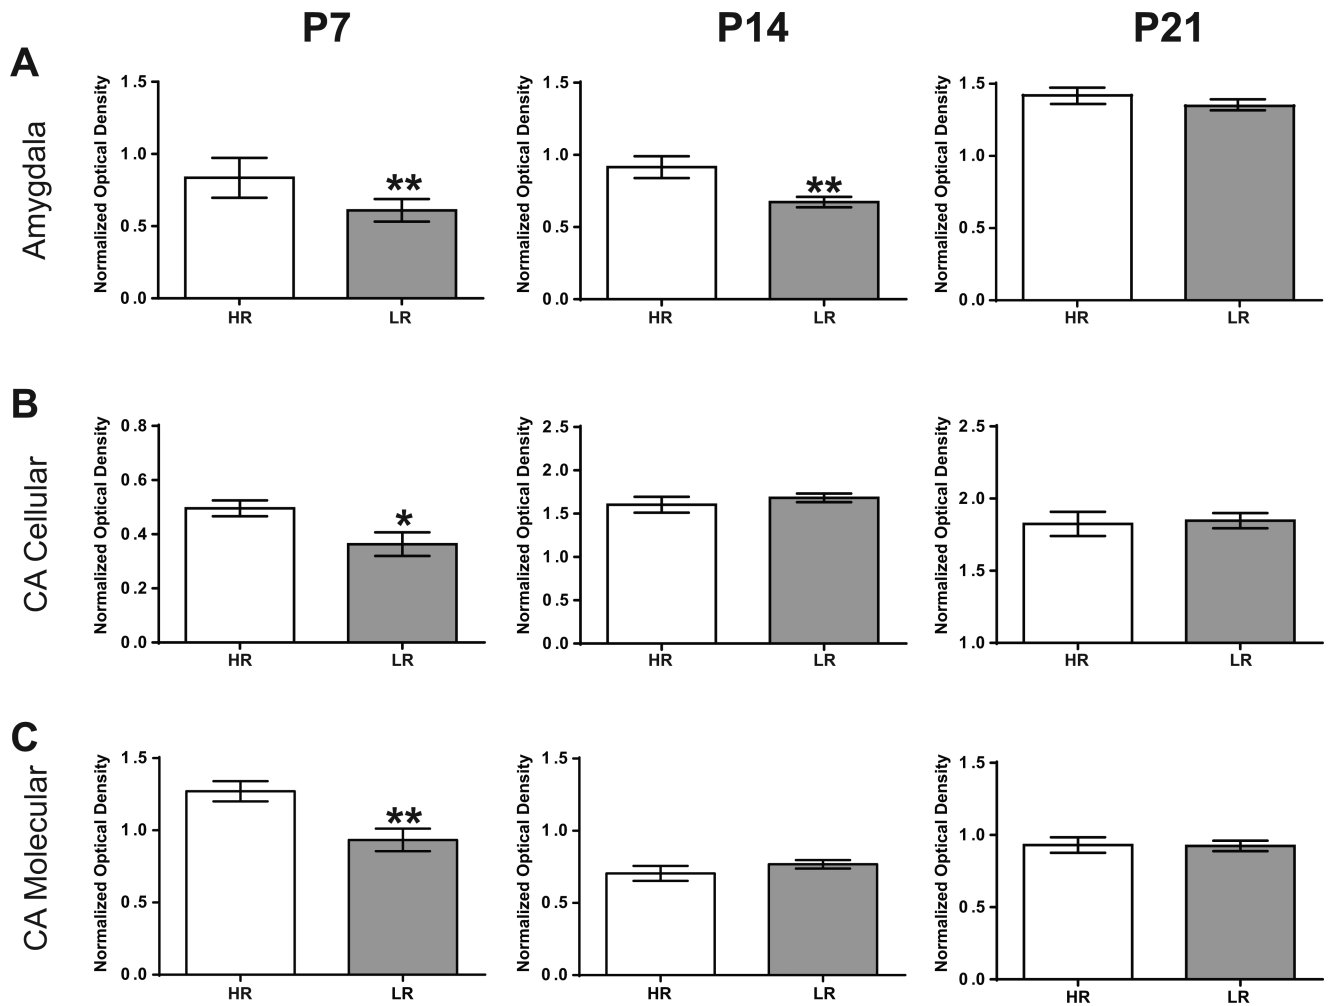 P7 P14 P21
A
Amygdala
Normalized Optical Density
1.5
1.0
0.5
0.0
**
HR LR
Normalized Optical Density
1.5
1.0
0.5
0.0
**
HR LR
Normalized Optical Density
1.5
1.0
0.5
0.0
HR LR
B
CA Cellular
Normalized Optical Density
0.8
0.6
0.4
0.2
0.0
*
HR LR
Normalized Optical Density
2.5
2.0
1.5
1.0
0.5
0.0
HR LR
Normalized Optical Density
2.5
2.0
1.5
1.0
HR LR
C
CA Molecular
Normalized Optical Density
1.5
1.0
0.5
0.0
**
HR LR
Normalized Optical Density
1.5
1.0
0.5
0.0
HR LR
Normalized Optical Density
1.5
1.0
0.5
0.0
HR LR